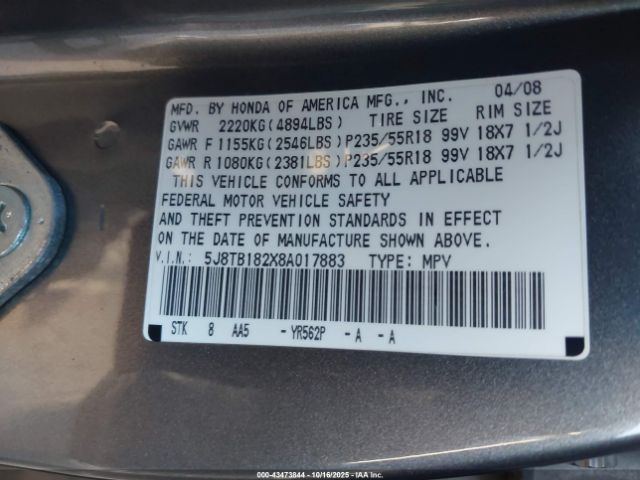 MFD. BY HONDA OF AMERICA MFG., INC. 04/08
GVWR 2220KG(4894LBS) TIRE SIZE RIM SIZE
GAWR F 1155KG(2546LBS) P235/55R18 99V 18X7 1/2J
GAWR R 1080KG(2381LBS) P235/55R18 99V 18X7 1/2J
THIS VEHICLE CONFORMS TO ALL APPLICABLE
FEDERAL MOTOR VEHICLE SAFETY
AND THEFT PREVENTION STANDARDS IN EFFECT
ON THE DATE OF MANUFACTURE SHOWN ABOVE.
V.I.N.: 5J8TB182X8A017883 TYPE: MPV
STK 8 AA5 - YR562P - A - A
© 43473844 - 10/16/2025 - IAA Inc.